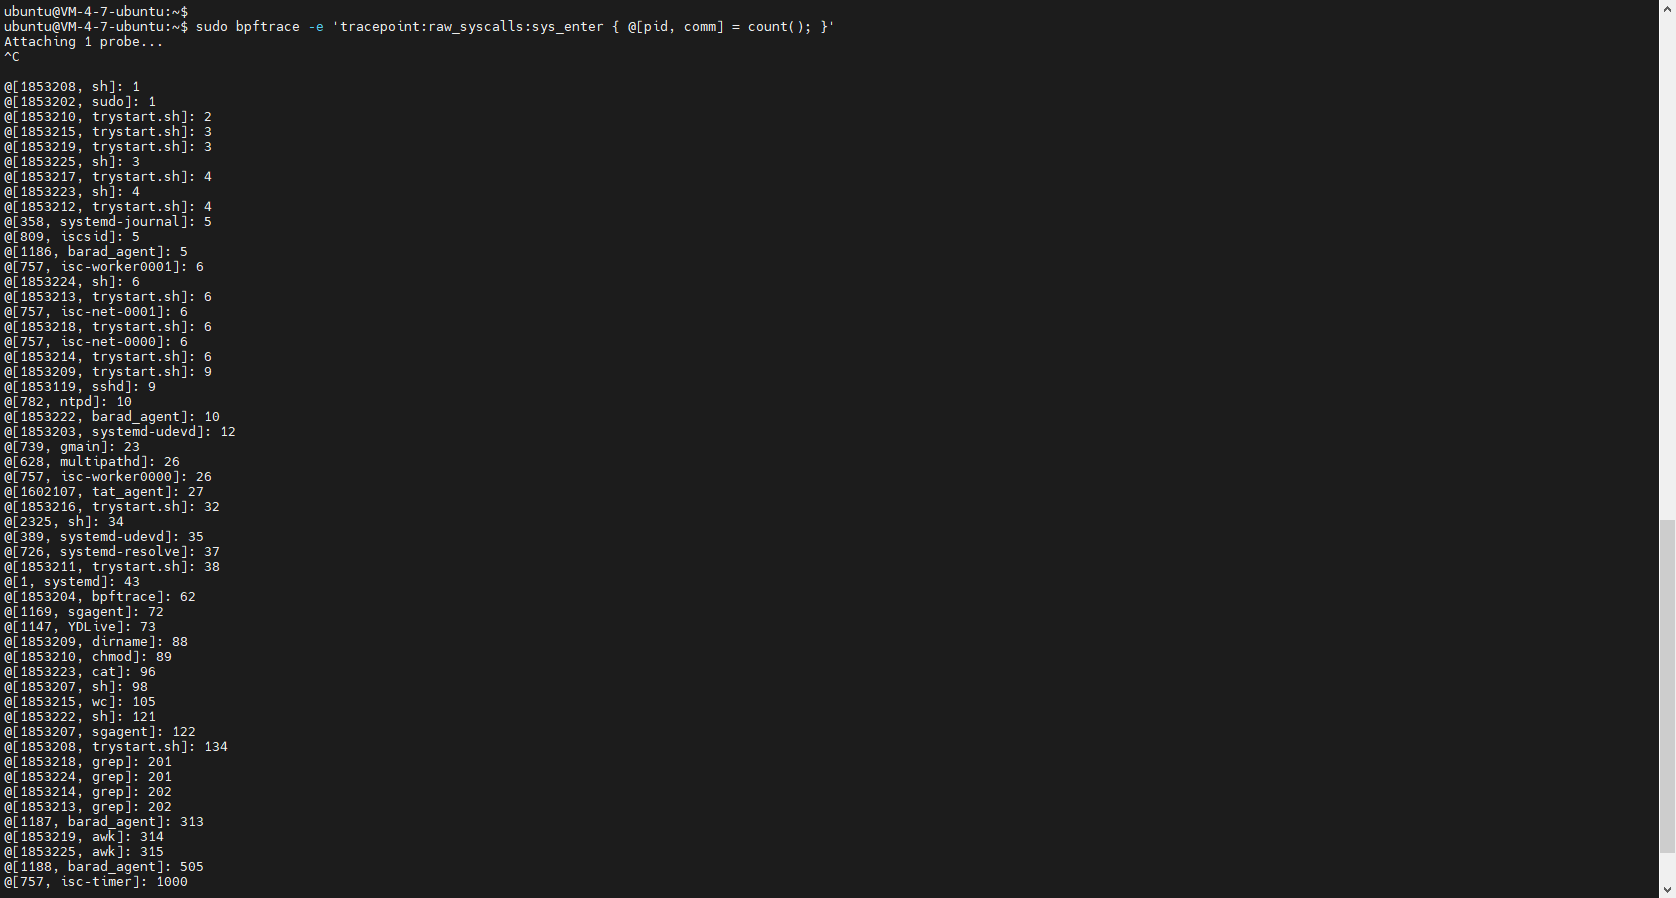 ubuntu@VM-4-7-ubuntu:~$
ubuntu@VM-4-7-ubuntu:~$ sudo bpftrace -e 'tracepoint:raw_syscalls:sys_enter { @[pid, comm] = count(); }'
Attaching 1 probe...
^C

@[1853208, sh]: 1
@[1853202, sudo]: 1
@[1853210, trystart.sh]: 2
@[1853215, trystart.sh]: 3
@[1853219, trystart.sh]: 3
@[1853225, sh]: 3
@[1853217, trystart.sh]: 4
@[1853223, sh]: 4
@[1853212, trystart.sh]: 4
@[358, systemd-journal]: 5
@[809, iscsid]: 5
@[1186, barad_agent]: 5
@[757, isc-worker0001]: 6
@[1853224, sh]: 6
@[1853213, trystart.sh]: 6
@[757, isc-net-0001]: 6
@[1853218, trystart.sh]: 6
@[757, isc-net-0000]: 6
@[1853214, trystart.sh]: 6
@[1853209, trystart.sh]: 9
@[1853119, sshd]: 9
@[782, ntpd]: 10
@[1853222, barad_agent]: 10
@[1853203, systemd-udevd]: 12
@[739, gmain]: 23
@[628, multipathd]: 26
@[757, isc-worker0000]: 26
@[1602107, tat_agent]: 27
@[1853216, trystart.sh]: 32
@[2325, sh]: 34
@[389, systemd-udevd]: 35
@[726, systemd-resolve]: 37
@[1853211, trystart.sh]: 38
@[1, systemd]: 43
@[1853204, bpftrace]: 62
@[1169, sgagent]: 72
@[1147, YDLive]: 73
@[1853209, dirname]: 88
@[1853210, chmod]: 89
@[1853223, cat]: 96
@[1853207, sh]: 98
@[1853215, wc]: 105
@[1853222, sh]: 121
@[1853207, sgagent]: 122
@[1853208, trystart.sh]: 134
@[1853218, grep]: 201
@[1853224, grep]: 201
@[1853214, grep]: 202
@[1853213, grep]: 202
@[1187, barad_agent]: 313
@[1853219, awk]: 314
@[1853225, awk]: 315
@[1188, barad_agent]: 505
@[757, isc-timer]: 1000